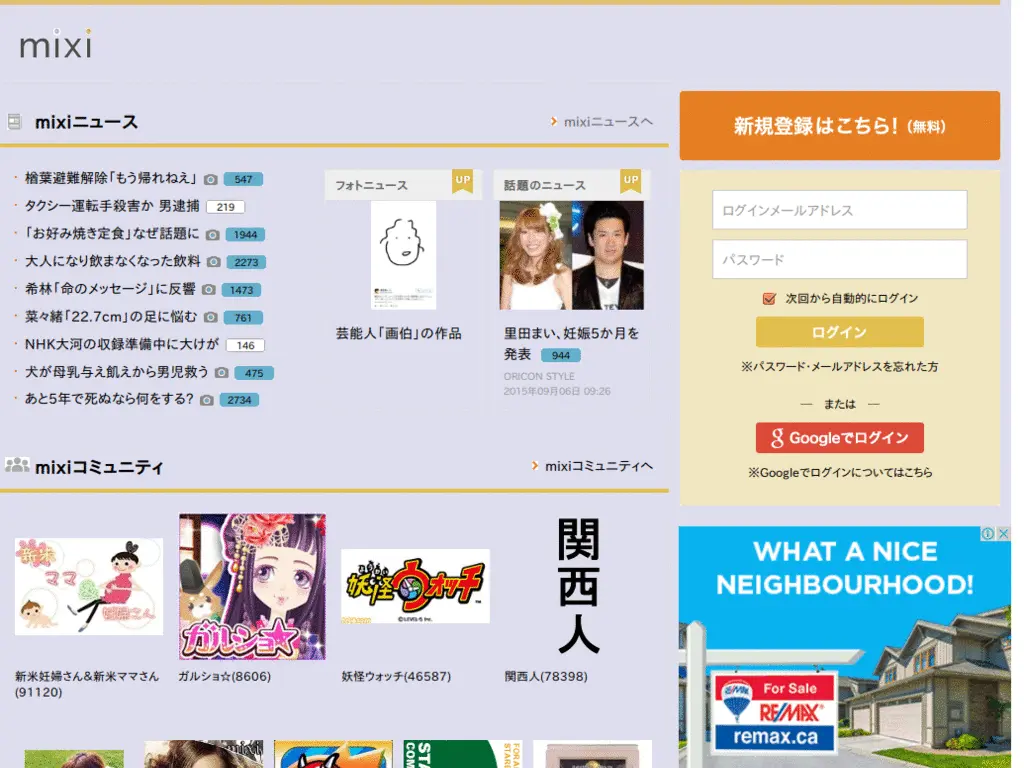 mixi
mixiニュース
mixiニュースへ
楢葉避難解除「もう帰れねえ」 547
タクシー運転手殺害か 男逮捕 219
「お好み焼き定食」なぜ話題に 1944
大人になり飲まなくなった飲料 2273
希林「命のメッセージ」に反響 1473
菜々緒「22.7cm」の足に悩む 761
NHK大河の収録準備中に大けが 146
犬が母乳与え飢えから男児救う 475
あと5年で死ぬなら何をする? 2734
フォトニュース UP
芸能人「画伯」の作品
話題のニュース UP
里田まい、妊娠5か月を
発表 944
ORICON STYLE
2015年09月06日 09:26
mixiコミュニティ
mixiコミュニティへ
新米
ママ
妊婦さん
新米妊婦さん&新米ママさん
(91120)
ガルショ☆
ガルショ☆(8606)
ようかい
妖怪ウォッチ
©LEVEL-5 Inc.
妖怪ウォッチ(46587)
関西人
関西人(78398)
新規登録はこちら!(無料)
ログインメールアドレス
パスワード
次回から自動的にログイン
ログイン
※パスワード・メールアドレスを忘れた方
― または ―
Googleでログイン
※Googleでログインについてはこちら
WHAT A NICE
NEIGHBOURHOOD!
For Sale
RE/MAX
RE/MAX
remax.ca